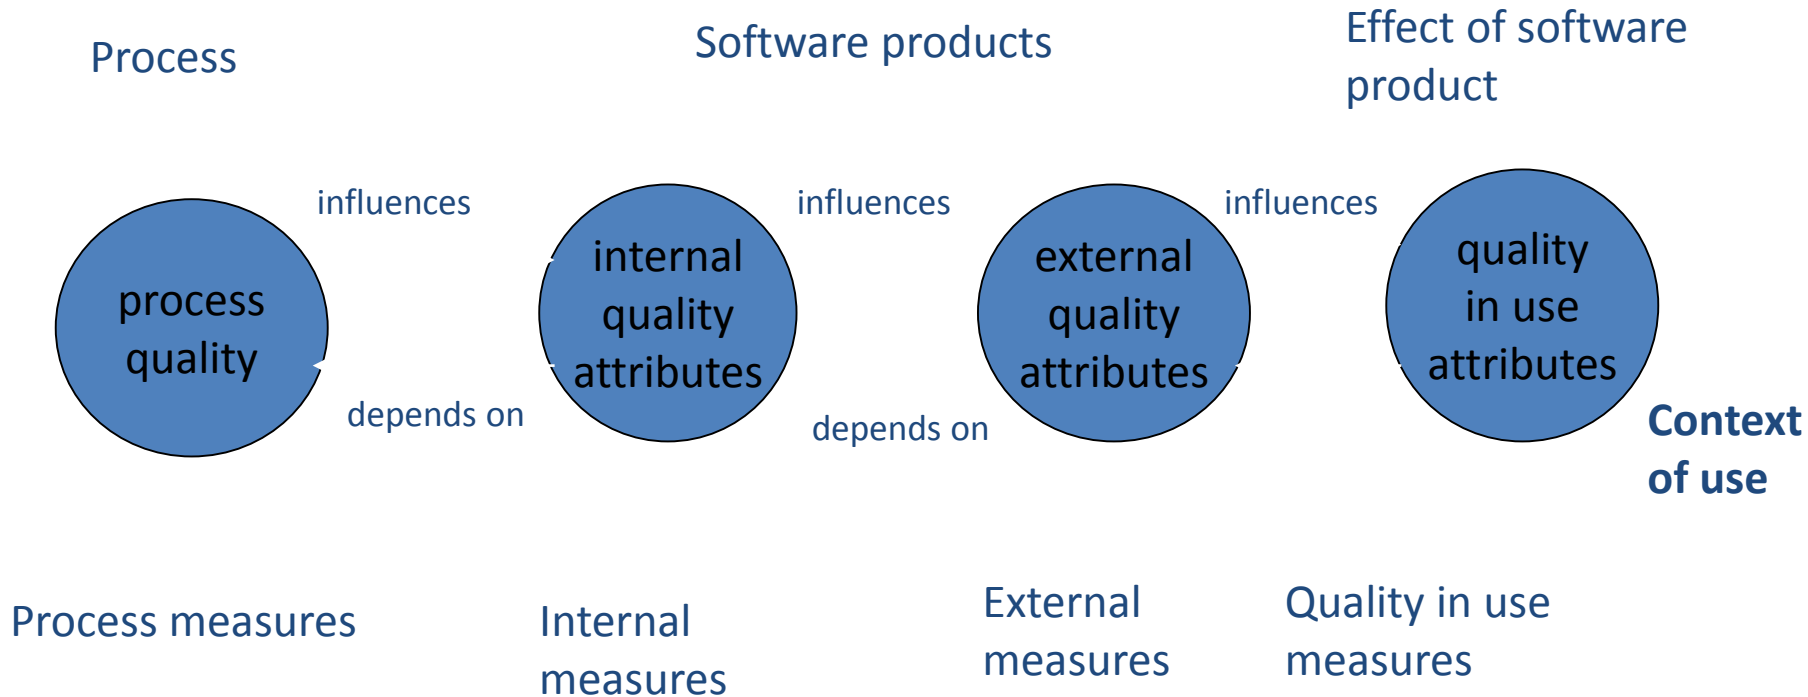 Process
Software products
Effect of software
product
influences
influences
influences
process
quality
internal
quality
attributes
external
quality
attributes
quality
in use
attributes
depends on
depends on
Context
of use
Process measures
Internal
measures
External
measures
Quality in use
measures